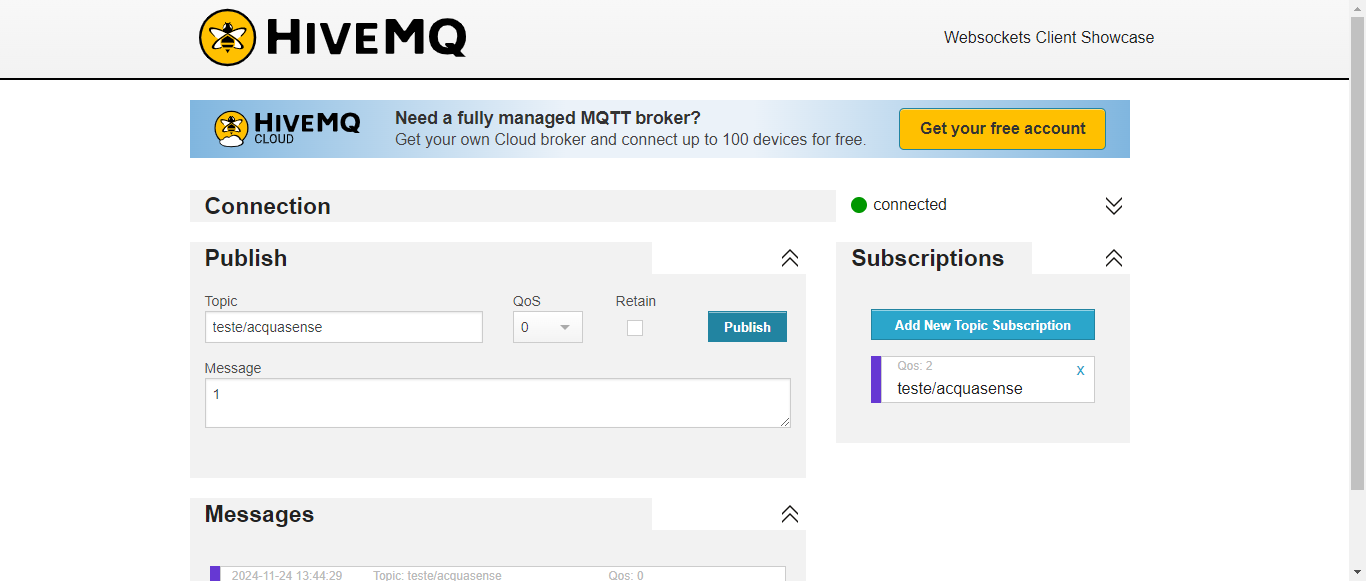 HIVEMQ
Websockets Client Showcase
HIVEMQ
CLOUD
Need a fully managed MQTT broker?
Get your own Cloud broker and connect up to 100 devices for free.
Get your free account
Connection
connected
Publish
Topic
QoS
Retain
teste/acquasense
0
Publish
Message
1
Subscriptions
Add New Topic Subscription
Qos: 2
x
teste/acquasense
Messages
2024-11-24 13:44:29
Topic: teste/acquasense
Qos: 0